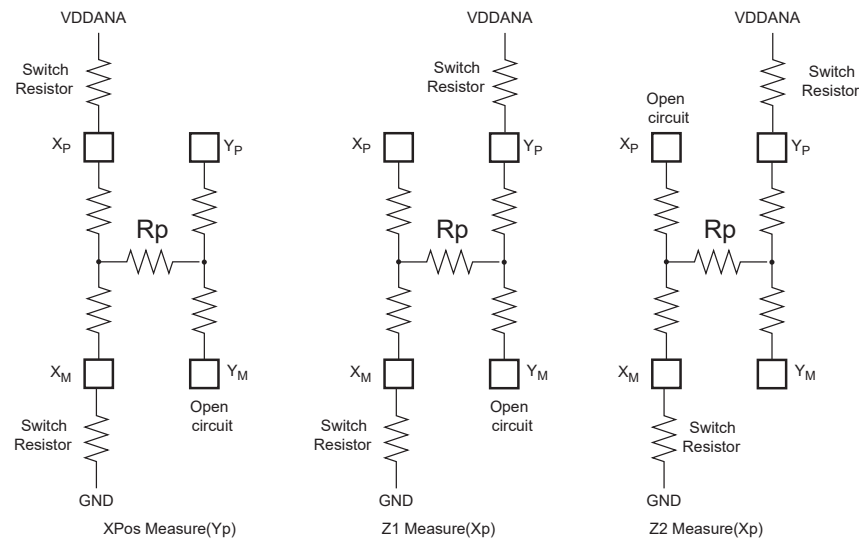 VDDANA
Switch
Resistor
XP
YP
Rp
XM
YM
Switch
Resistor
Open
circuit
GND
XPos Measure(Yp)
VDDANA
Switch
Resistor
XP
YP
Rp
XM
YM
Switch
Resistor
Open
circuit
GND
Z1 Measure(Xp)
VDDANA
Switch
Resistor
Open
circuit
XP
YP
Rp
XM
YM
Switch
Resistor
GND
Z2 Measure(Xp)